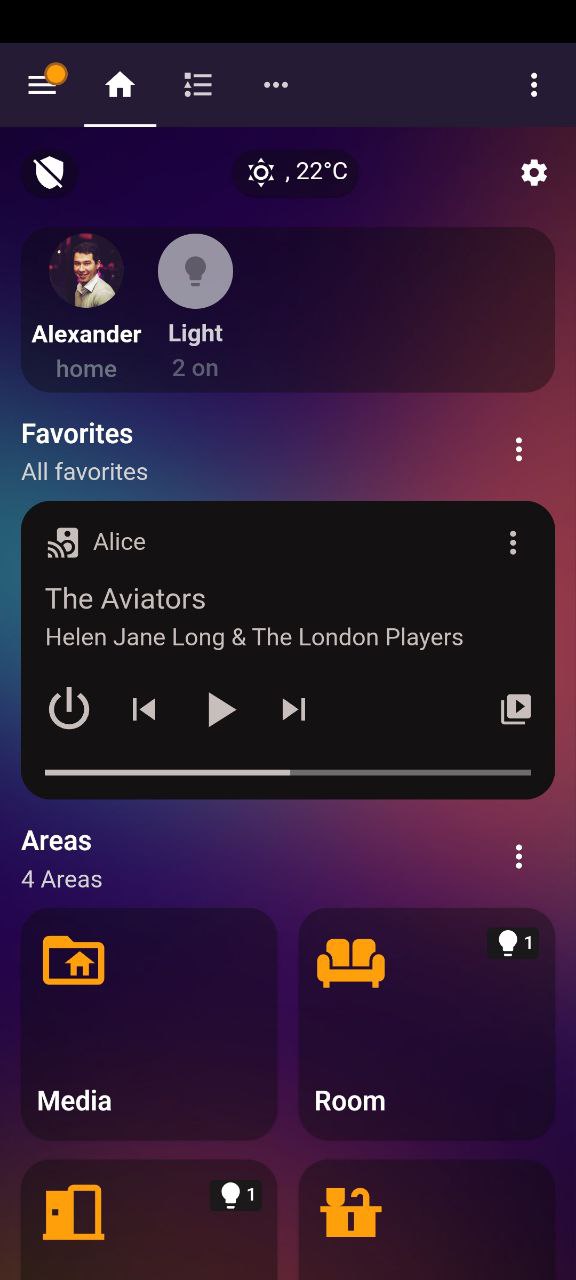 , 22°C
Alexander
Light
home
2 on
Favorites
All favorites
Alice
The Aviators
Helen Jane Long & The London Players
Areas
4 Areas
1
Media
Room
1